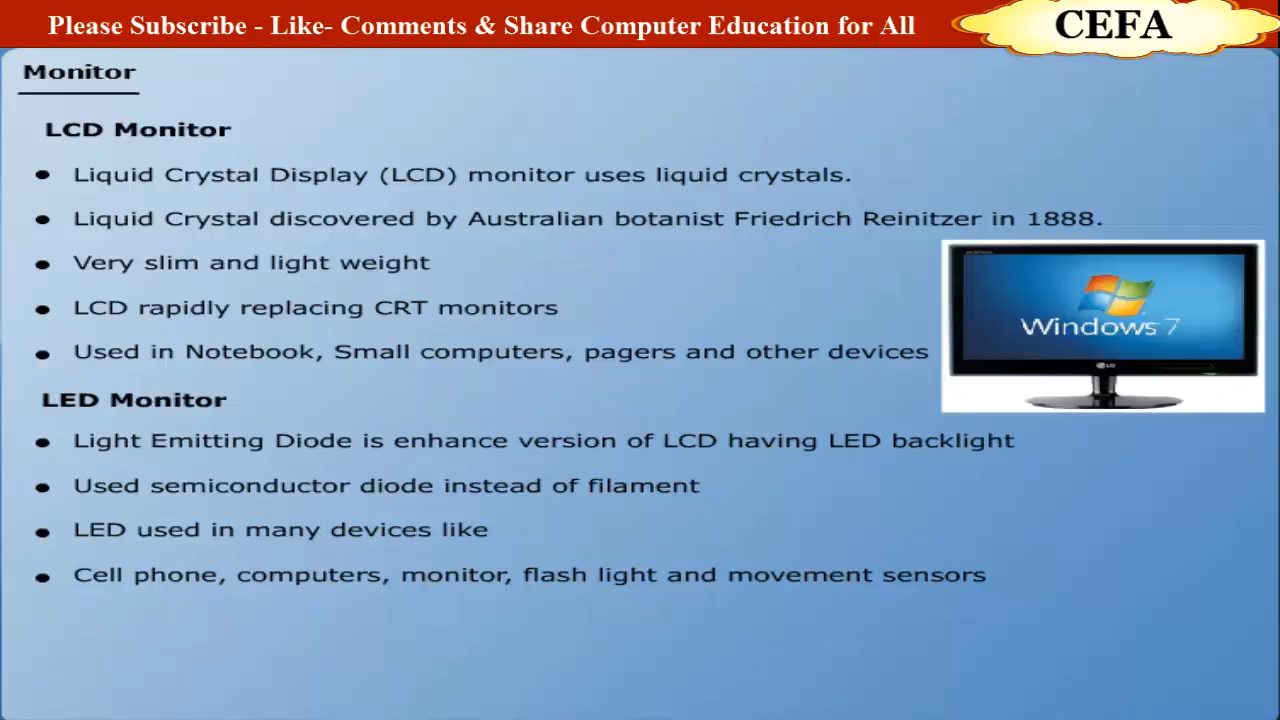 Please Subscribe - Like- Comments & Share Computer Education for All
CEFA
Monitor
LCD Monitor
• Liquid Crystal Display (LCD) monitor uses liquid crystals.
• Liquid Crystal discovered by Australian botanist Friedrich Reinitzer in 1888.
• Very slim and light weight
• LCD rapidly replacing CRT monitors
• Used in Notebook, Small computers, pagers and other devices
Windows 7
LG
LED Monitor
• Light Emitting Diode is enhance version of LCD having LED backlight
• Used semiconductor diode instead of filament
• LED used in many devices like
• Cell phone, computers, monitor, flash light and movement sensors